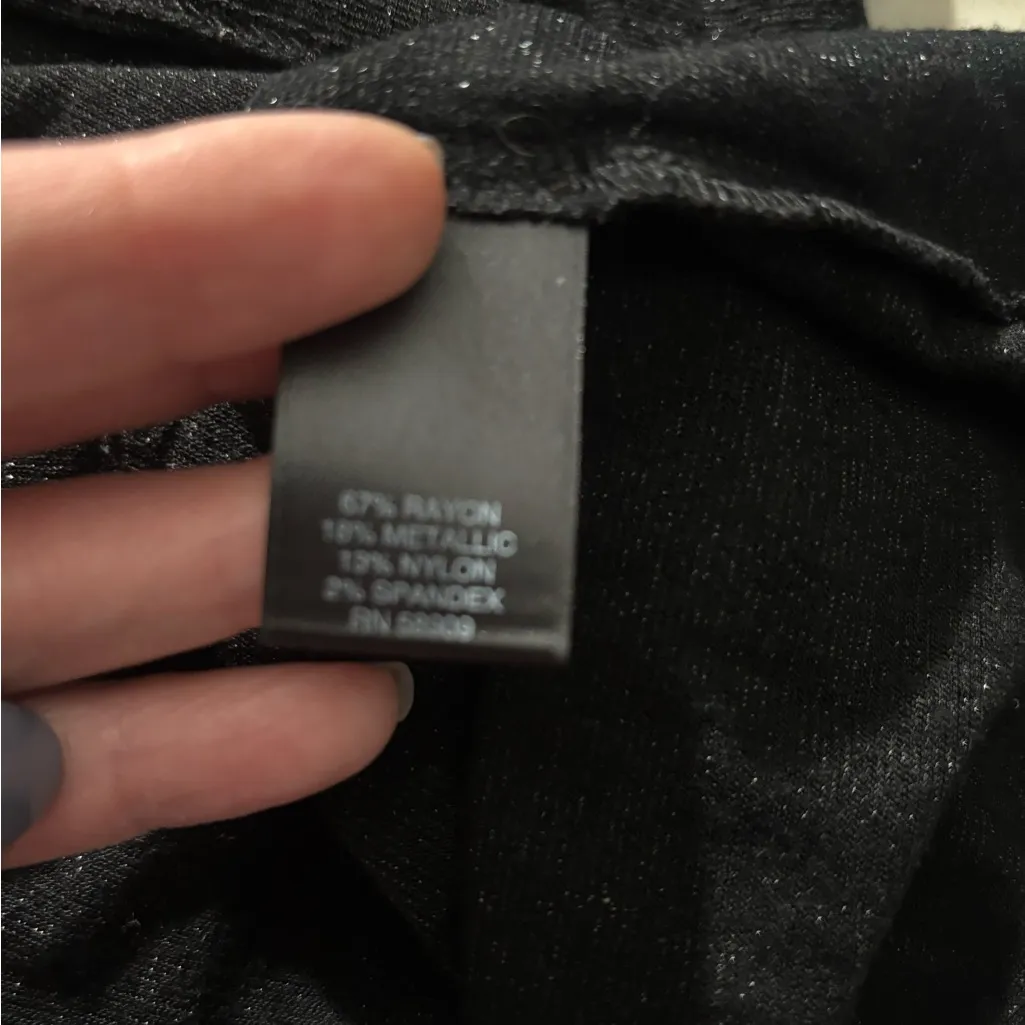 67% RAYON
18% METALLIC
13% NYLON
2% SPANDEX
RN